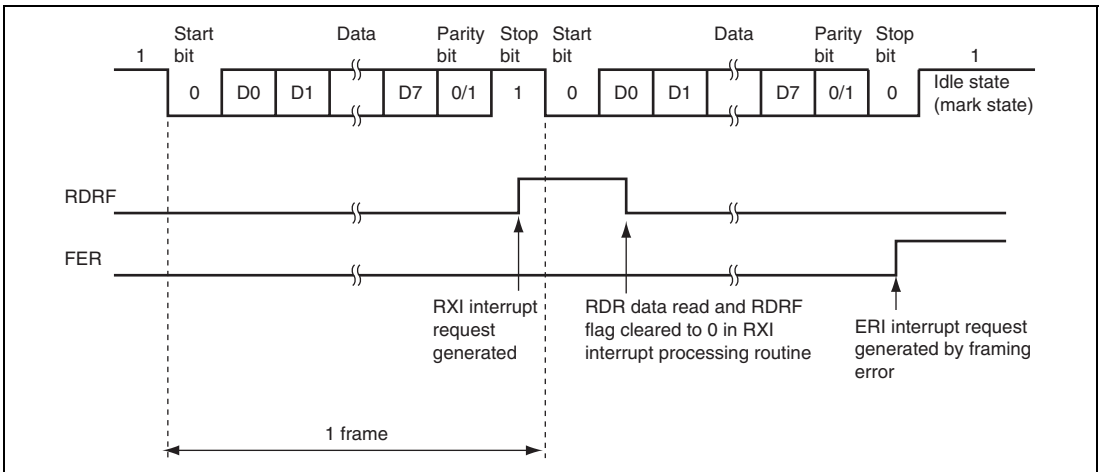 Start Data Parity Stop Start Data Parity Stop
1 bit bit bit bit bit bit 1
0 D0 D1 D7 0/1 1 0 D0 D1 D7 0/1 0 Idle state
(mark state)
RDRF
FER
RXI interrupt
request
generated
RDR data read and RDRF
flag cleared to 0 in RXI
interrupt processing routine
ERI interrupt request
generated by framing
error
1 frame